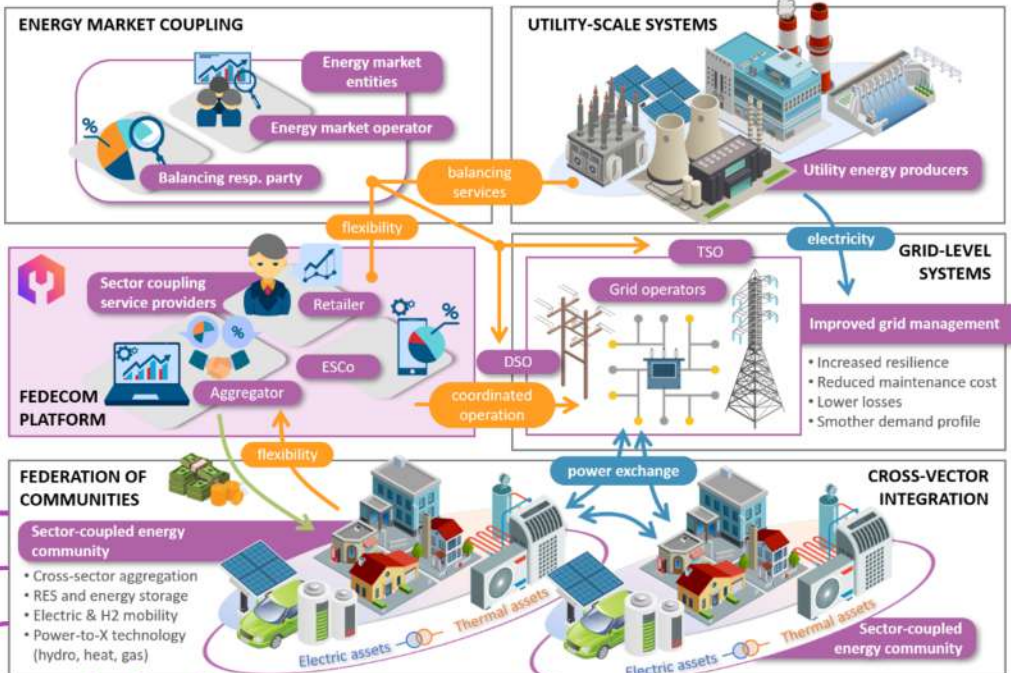 ENERGY MARKET COUPLING
Energy market
entities
Energy market operator
%
Balancing resp. party
UTILITY-SCALE SYSTEMS
Utility energy producers
balancing
services
flexibility
electricity
Sector coupling
service providers
Retailer
%
%
ESCo
Aggregator
FEDECOM
PLATFORM
TSO
GRID-LEVEL
SYSTEMS
Grid operators
DSO
coordinated
operation
Improved grid management
• Increased resilience
• Reduced maintenance cost
• Lower losses
• Smother demand profile
FEDERATION OF
COMMUNITIES
flexibility
power exchange
CROSS-VECTOR
INTEGRATION
Sector-coupled energy
community
• Cross-sector aggregation
• RES and energy storage
• Electric & H2 mobility
• Power-to-X technology
(hydro, heat, gas)
Electric assets
Thermal assets
Electric assets
Thermal assets
Sector-coupled
energy community